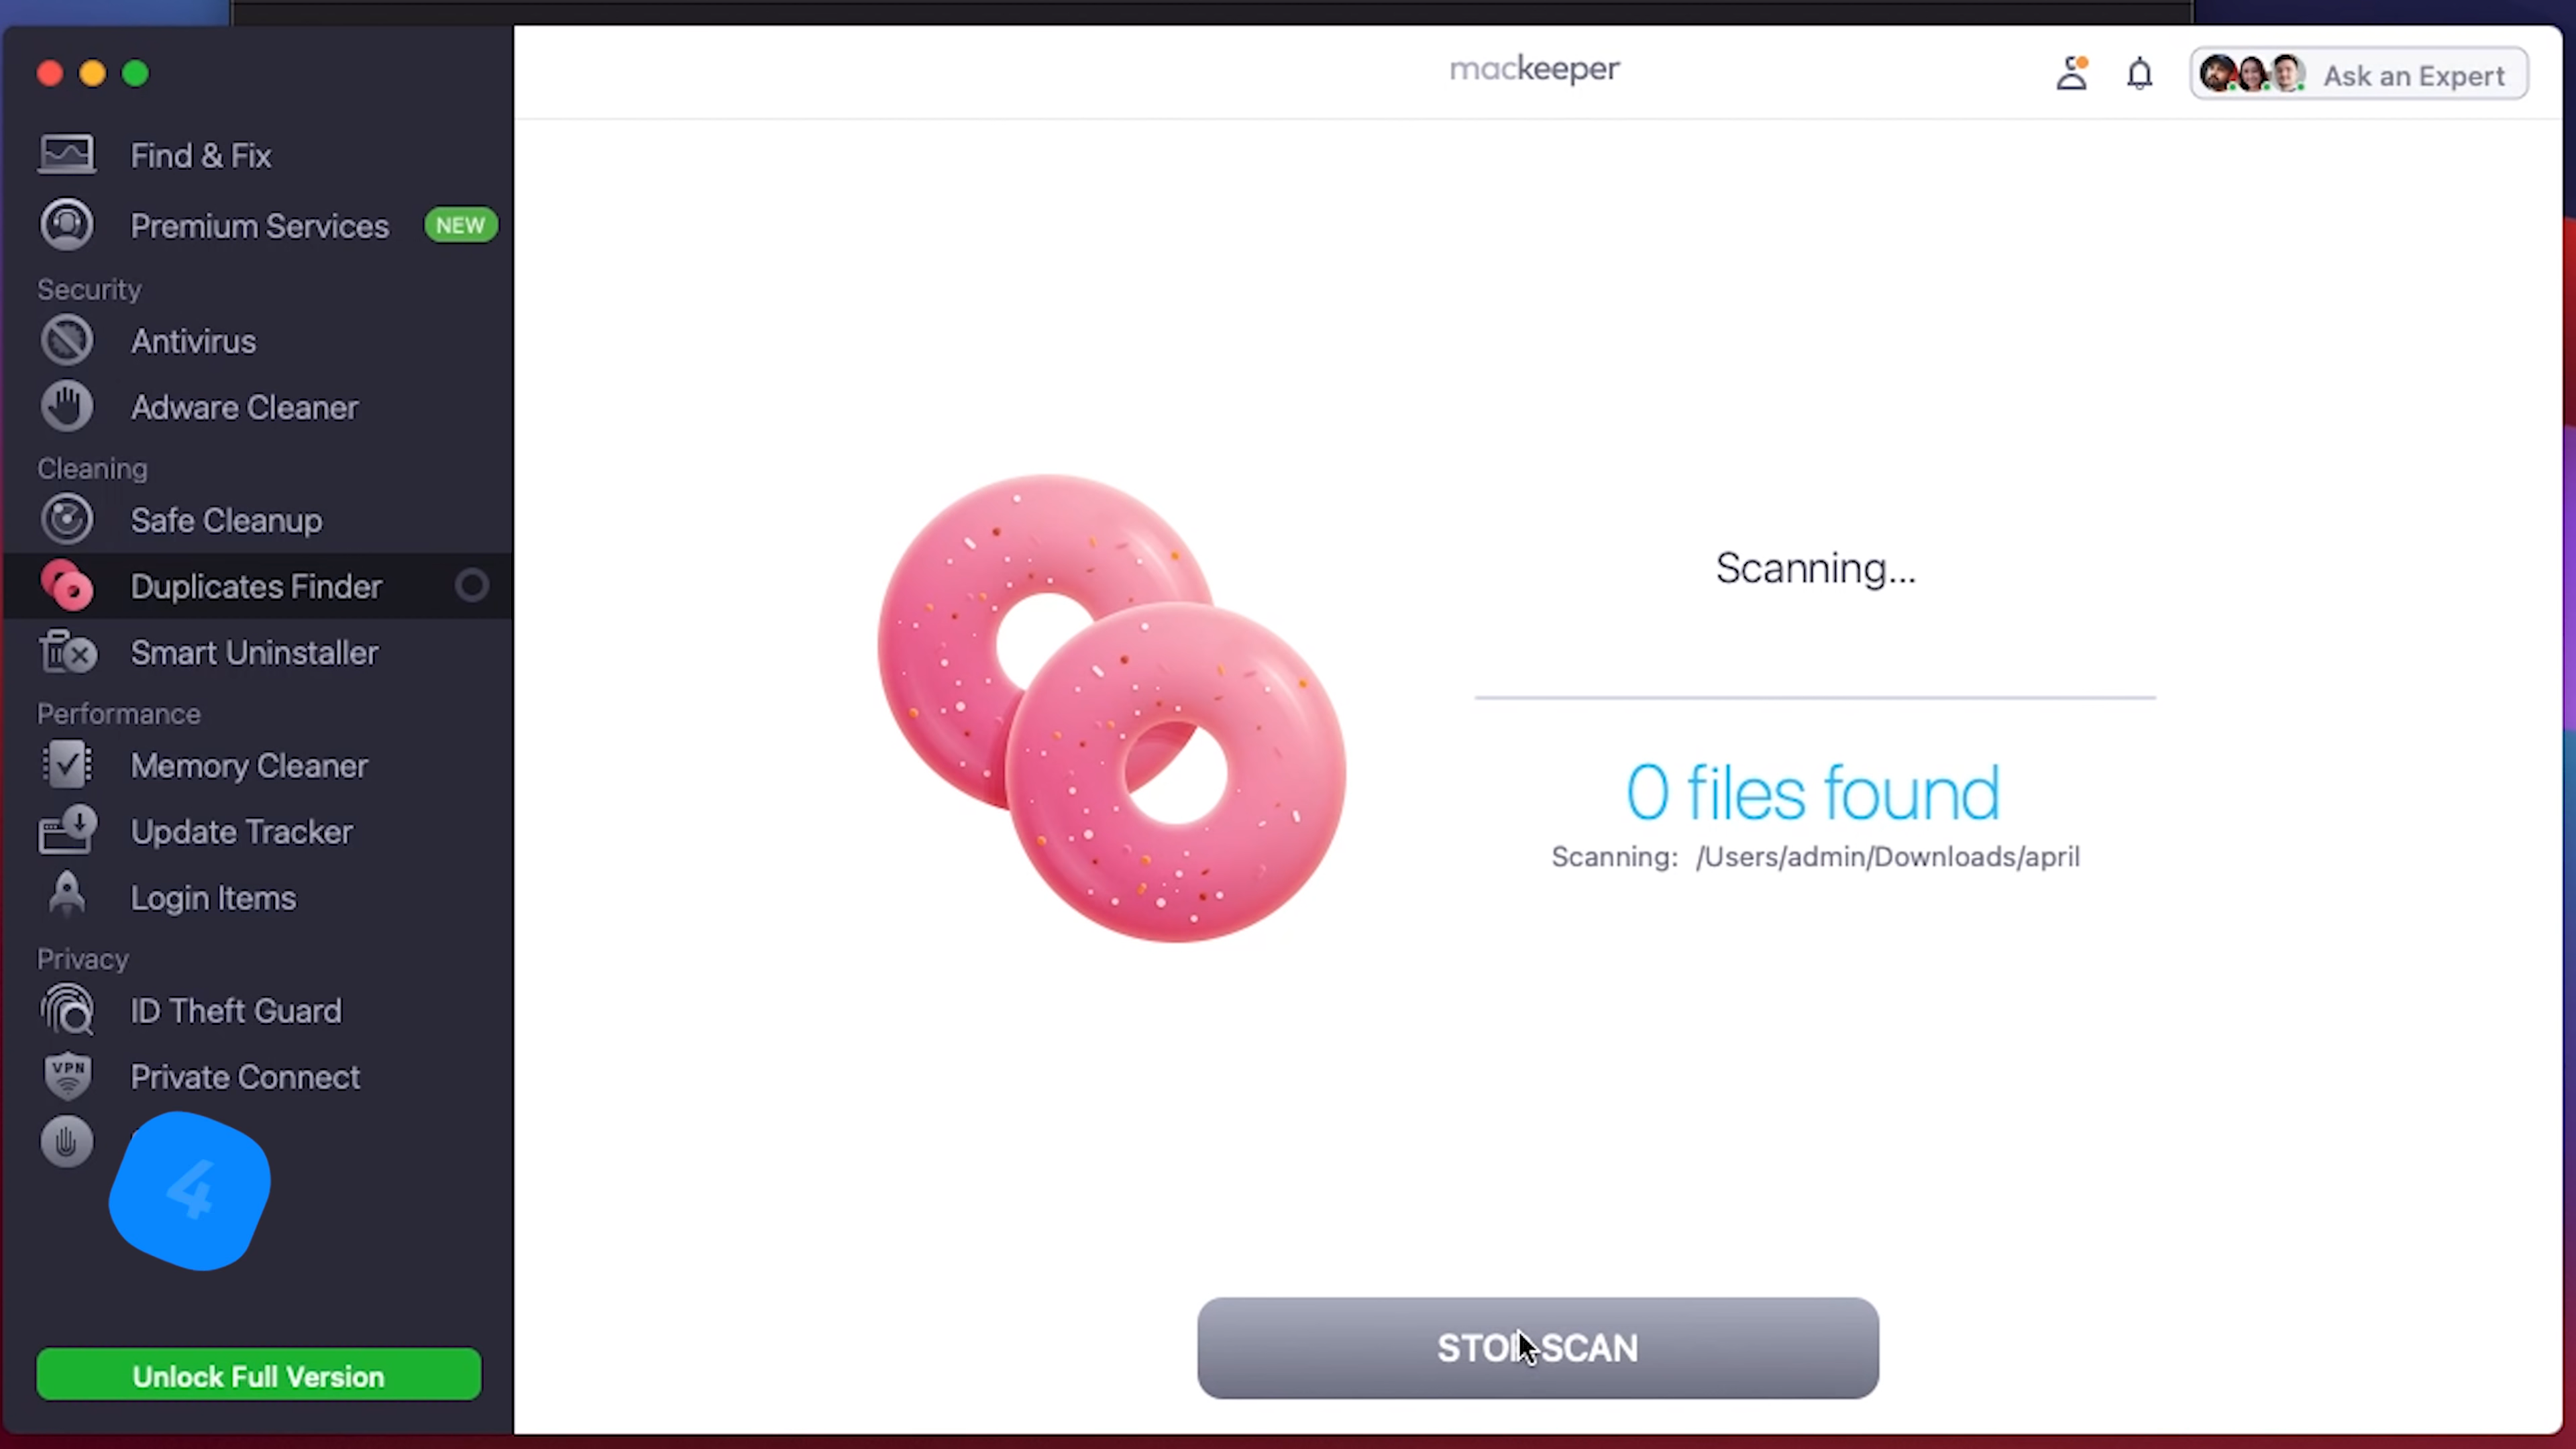 mackeeper
Ask an Expert
Find & Fix
Premium Services NEW
Security
Antivirus
Adware Cleaner
Cleaning
Safe Cleanup
Duplicates Finder
Smart Uninstaller
Performance
Memory Cleaner
Update Tracker
Login Items
Privacy
ID Theft Guard
VPN
Private Connect
4
Unlock Full Version
Scanning...
0 files found
Scanning: /Users/admin/Downloads/april
STOP SCAN